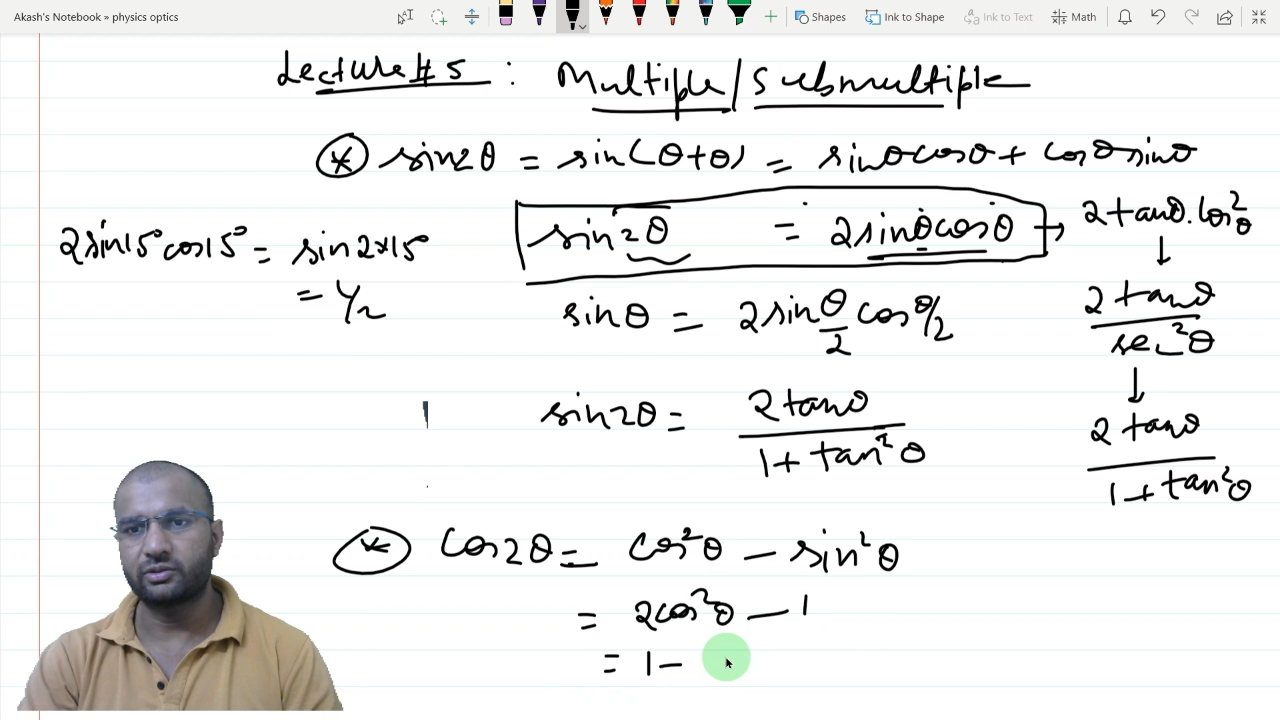 Akash's Notebook » physics optics
Shapes
Ink to Shape
Ink to Text
Math
Lecture # 5 : Multiple/Submultiple
* sin2θ = sin(θ+θ) = sinθcosθ + cosθsinθ
sin2θ = 2sinθcosθ → 2tanθ.cos²θ
2sin15°cos15° = sin2*15°
= 1/2
↓
sinθ = 2sinθ/2 cosθ/2
2tanθ/sec²θ
↓
sin2θ = 2tanθ/1+tan²θ
2tanθ/1+tan²θ
* cos2θ = cos²θ – sin²θ
= 2cos²θ – 1
= 1 –